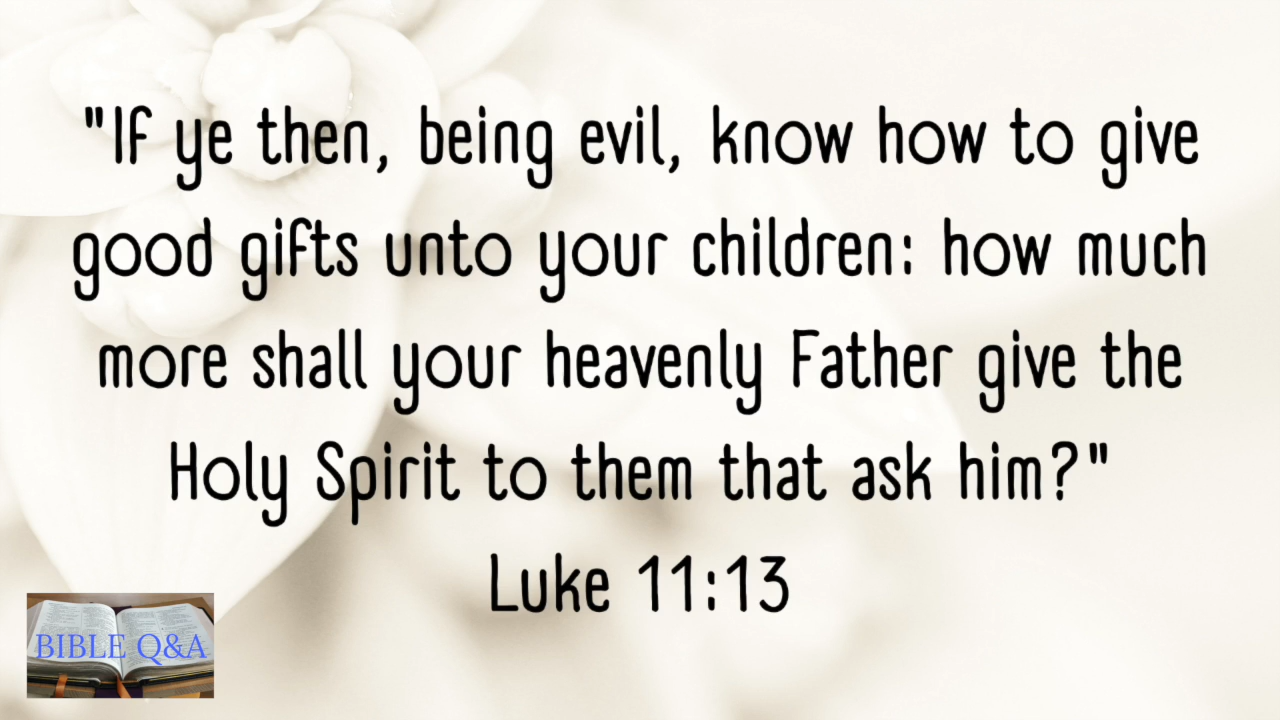 "If ye then, being evil, know how to give
good gifts unto your children: how much
more shall your heavenly Father give the
Holy Spirit to them that ask him?"
Luke 11:13
BIBLE Q&A